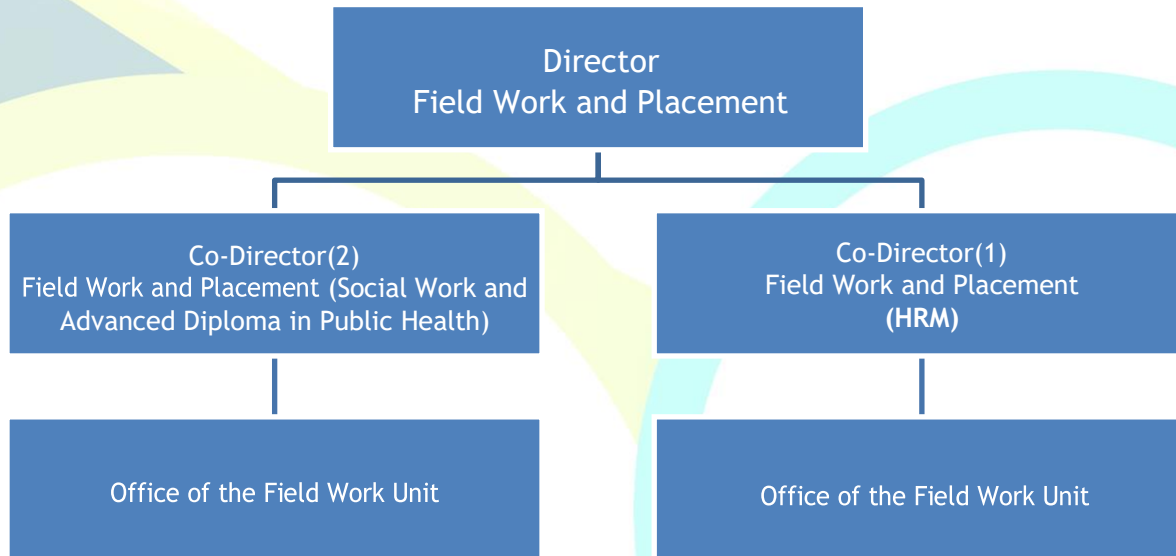 Director
Field Work and Placement
Co-Director(2)
Field Work and Placement (Social Work and
Advanced Diploma in Public Health)
Co-Director(1)
Field Work and Placement
(HRM)
Office of the Field Work Unit
Office of the Field Work Unit